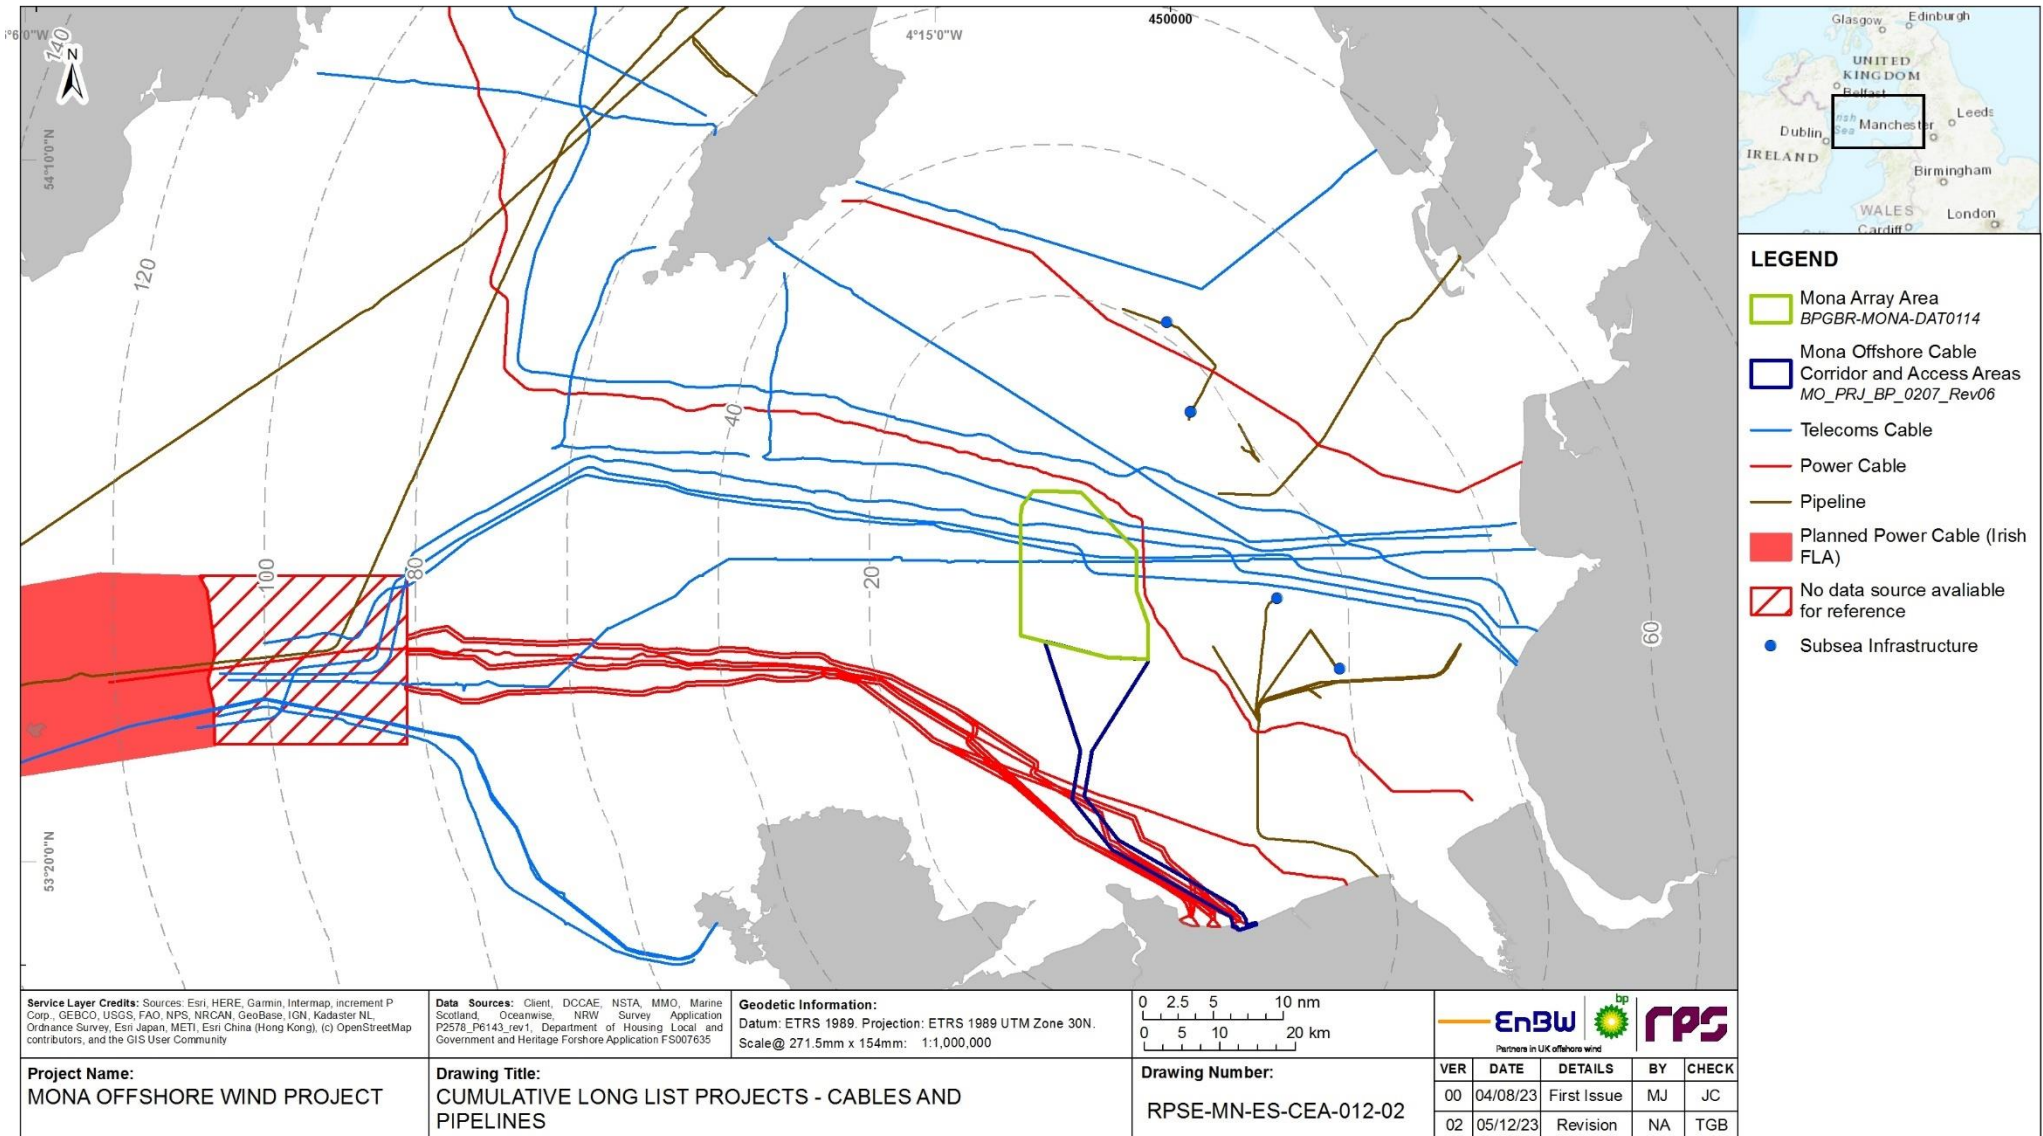 450000
6°0'0"W
4°15'0"W
140
N
54°10'0"N
120
100
80
40
20
60
53°20'0"N
Glasgow
Edinburgh
UNITED
KINGDOM
Belfast
Leeds
Irish
Sea
Manchester
Dublin
IRELAND
Birmingham
WALES
London
Cardiff
LEGEND
Mona Array Area
BPGBR-MONA-DAT0114
Mona Offshore Cable
Corridor and Access Areas
MO_PRJ_BP_0207_Rev06
Telecoms Cable
Power Cable
Pipeline
Planned Power Cable (Irish
FLA)
No data source avaliable
for reference
Subsea Infrastructure
Service Layer Credits: Sources: Esri, HERE, Garmin, Intermap, increment P
Corp., GEBCO, USGS, FAO, NPS, NRCAN, GeoBase, IGN, Kadaster NL,
Ordnance Survey, Esri Japan, METI, Esri China (Hong Kong), (c) OpenStreetMap
contributors, and the GIS User Community
Data Sources: Client, DCCAE, NSTA, MMO, Marine
Scotland, Oceanwise, NRW Survey Application
P2578_P6143_rev1, Department of Housing Local and
Government and Heritage Forshore Application FS007635
Geodetic Information:
Datum: ETRS 1989. Projection: ETRS 1989 UTM Zone 30N.
Scale@ 271.5mm x 154mm: 1:1,000,000
0 2.5 5 10 nm
0 5 10 20 km
EnBW
bp
rps
Partners in UK offshore wind
Project Name:
MONA OFFSHORE WIND PROJECT
Drawing Title:
CUMULATIVE LONG LIST PROJECTS - CABLES AND
PIPELINES
Drawing Number:
RPSE-MN-ES-CEA-012-02
VER DATE DETAILS BY CHECK
00 04/08/23 First Issue MJ JC
02 05/12/23 Revision NA TGB